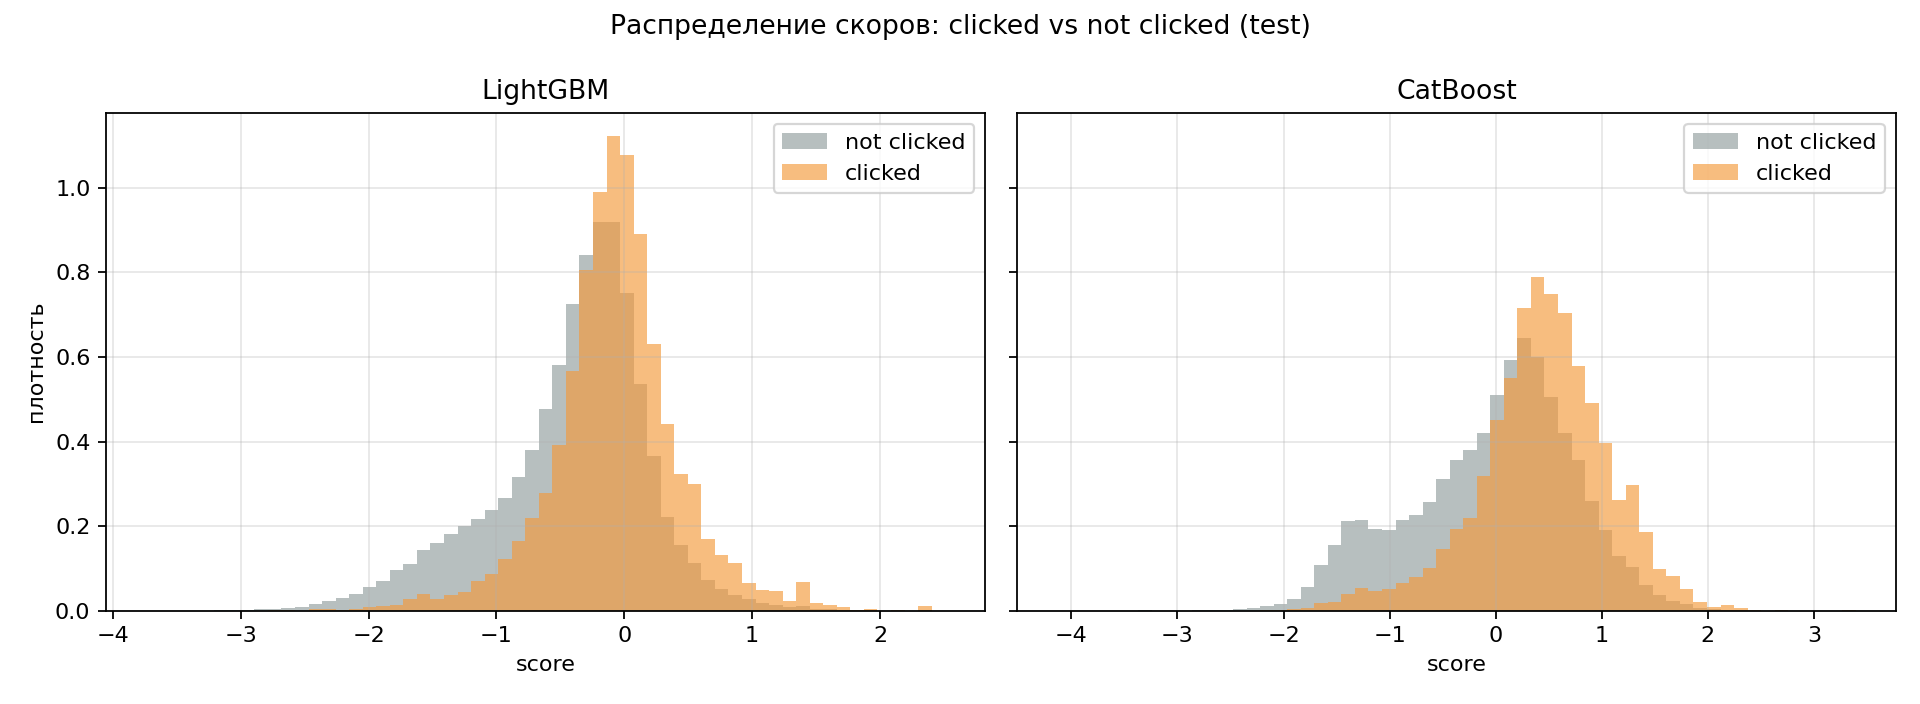 Распределение скоров: clicked vs not clicked (test)
LightGBM
not clicked
clicked
плотность
1.0
0.8
0.6
0.4
0.2
0.0
−4 −3 −2 −1 0 1 2
score
CatBoost
not clicked
clicked
−4 −3 −2 −1 0 1 2 3
score